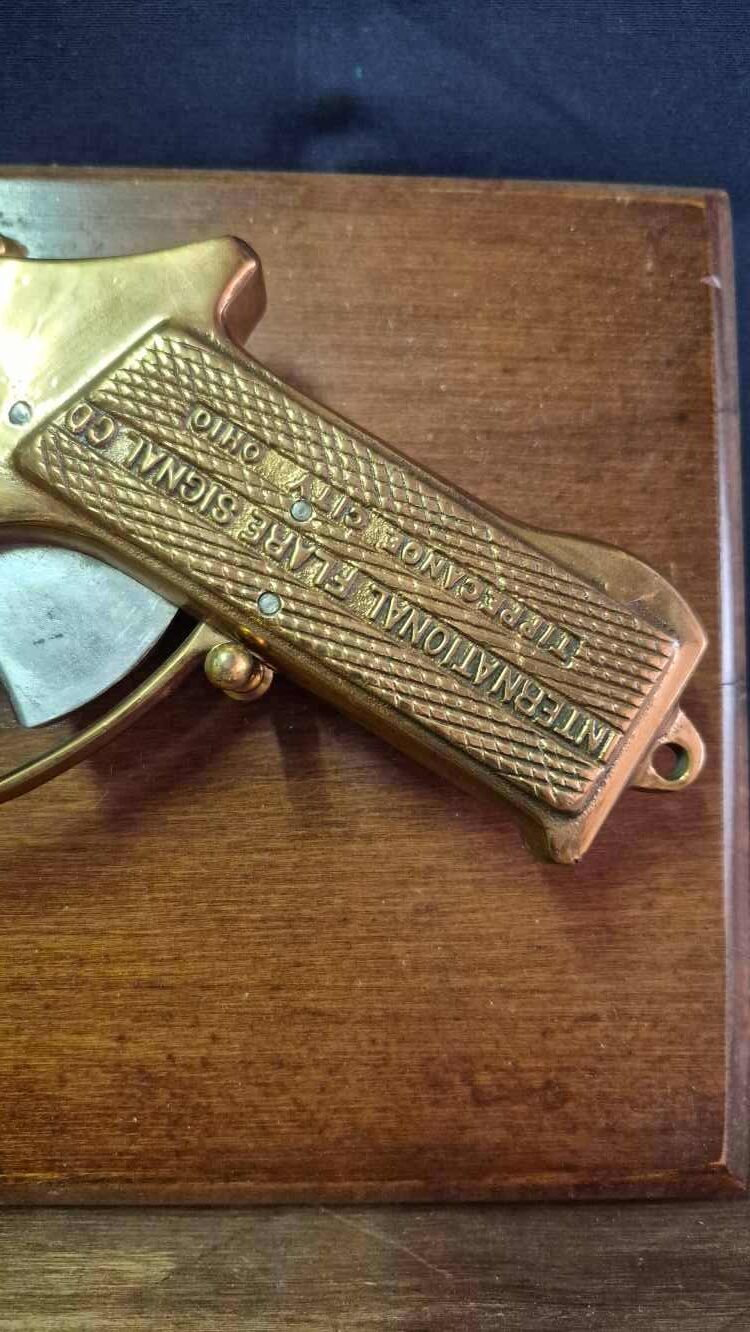 INTERNATIONAL FLARE SIGNAL CO
TIPPECANOE CITY OHIO